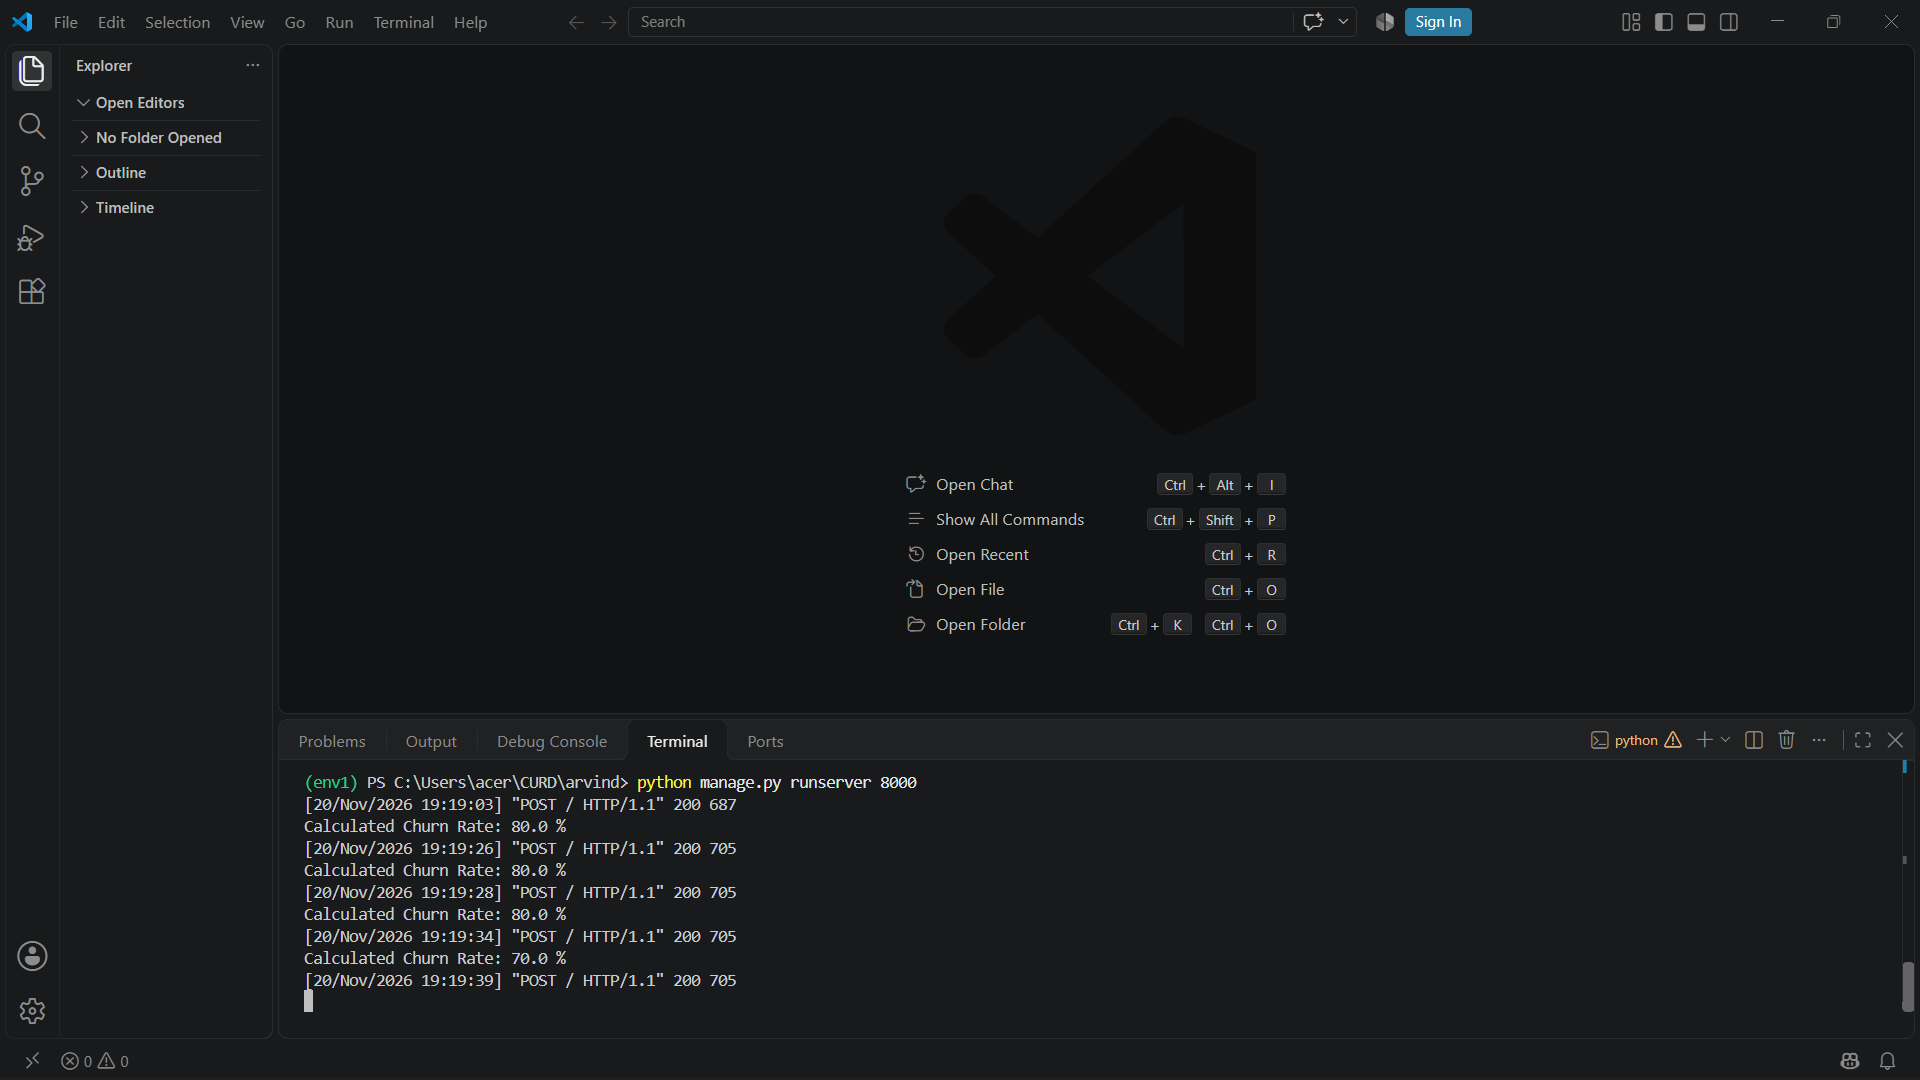 File Edit Selection View Go Run Terminal Help Search Sign In
Explorer
Open Editors
No Folder Opened
Outline
Timeline
Open Chat Ctrl + Alt + I
Show All Commands Ctrl + Shift + P
Open Recent Ctrl + R
Open File Ctrl + O
Open Folder Ctrl + K Ctrl + O
Problems Output Debug Console Terminal Ports python
(env1) PS C:\Users\acer\CURD\arvind> python manage.py runserver 8000
[20/Nov/2026 19:19:03] "POST / HTTP/1.1" 200 687
Calculated Churn Rate: 80.0 %
[20/Nov/2026 19:19:26] "POST / HTTP/1.1" 200 705
Calculated Churn Rate: 80.0 %
[20/Nov/2026 19:19:28] "POST / HTTP/1.1" 200 705
Calculated Churn Rate: 80.0 %
[20/Nov/2026 19:19:34] "POST / HTTP/1.1" 200 705
Calculated Churn Rate: 70.0 %
[20/Nov/2026 19:19:39] "POST / HTTP/1.1" 200 705
0 0